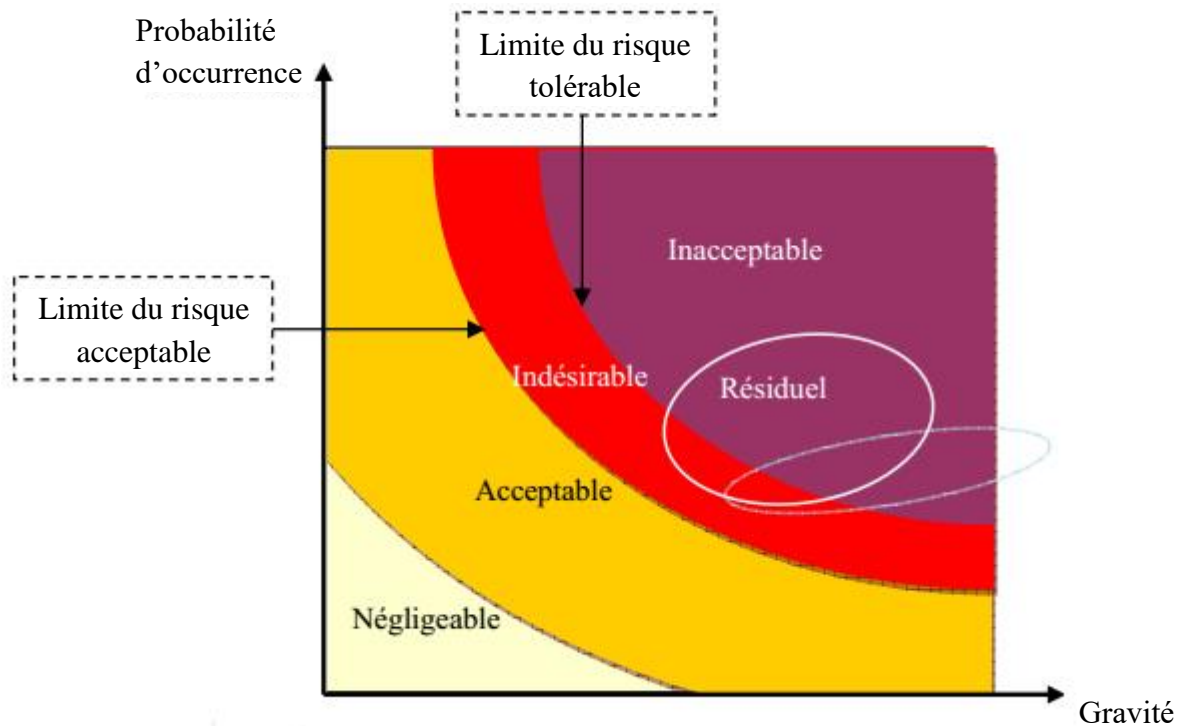 Probabilité
d’occurrence
Limite du risque
tolérable
Inacceptable
Limite du risque
acceptable
Indésirable
Résiduel
Acceptable
Négligeable
Gravité